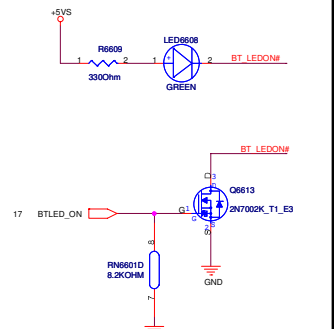 +5VS
R6609
1 2
330Ohm
LED6608
1 + 2
GREEN
BT_LEDON#
BT_LEDON#
D 3
D
Q6613
2N7002K_T1_E3
G 1
G
S
2
S
GND
17 BTLED_ON
8
RN6601D
8.2KOHM
7